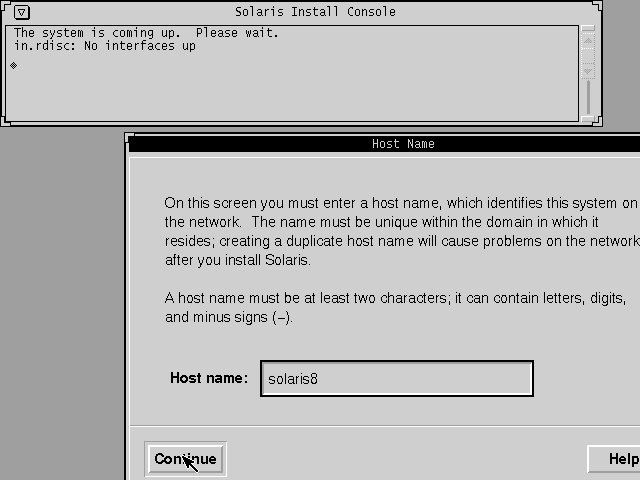 Solaris Install Console
The system is coming up.  Please wait.
in.rdisc: No interfaces up
Host Name
On this screen you must enter a host name, which identifies this system on
the network.  The name must be unique within the domain in which it
resides; creating a duplicate host name will cause problems on the network
after you install Solaris.
A host name must be at least two characters; it can contain letters, digits,
and minus signs (–).
Host name: solaris8
Continue
Help